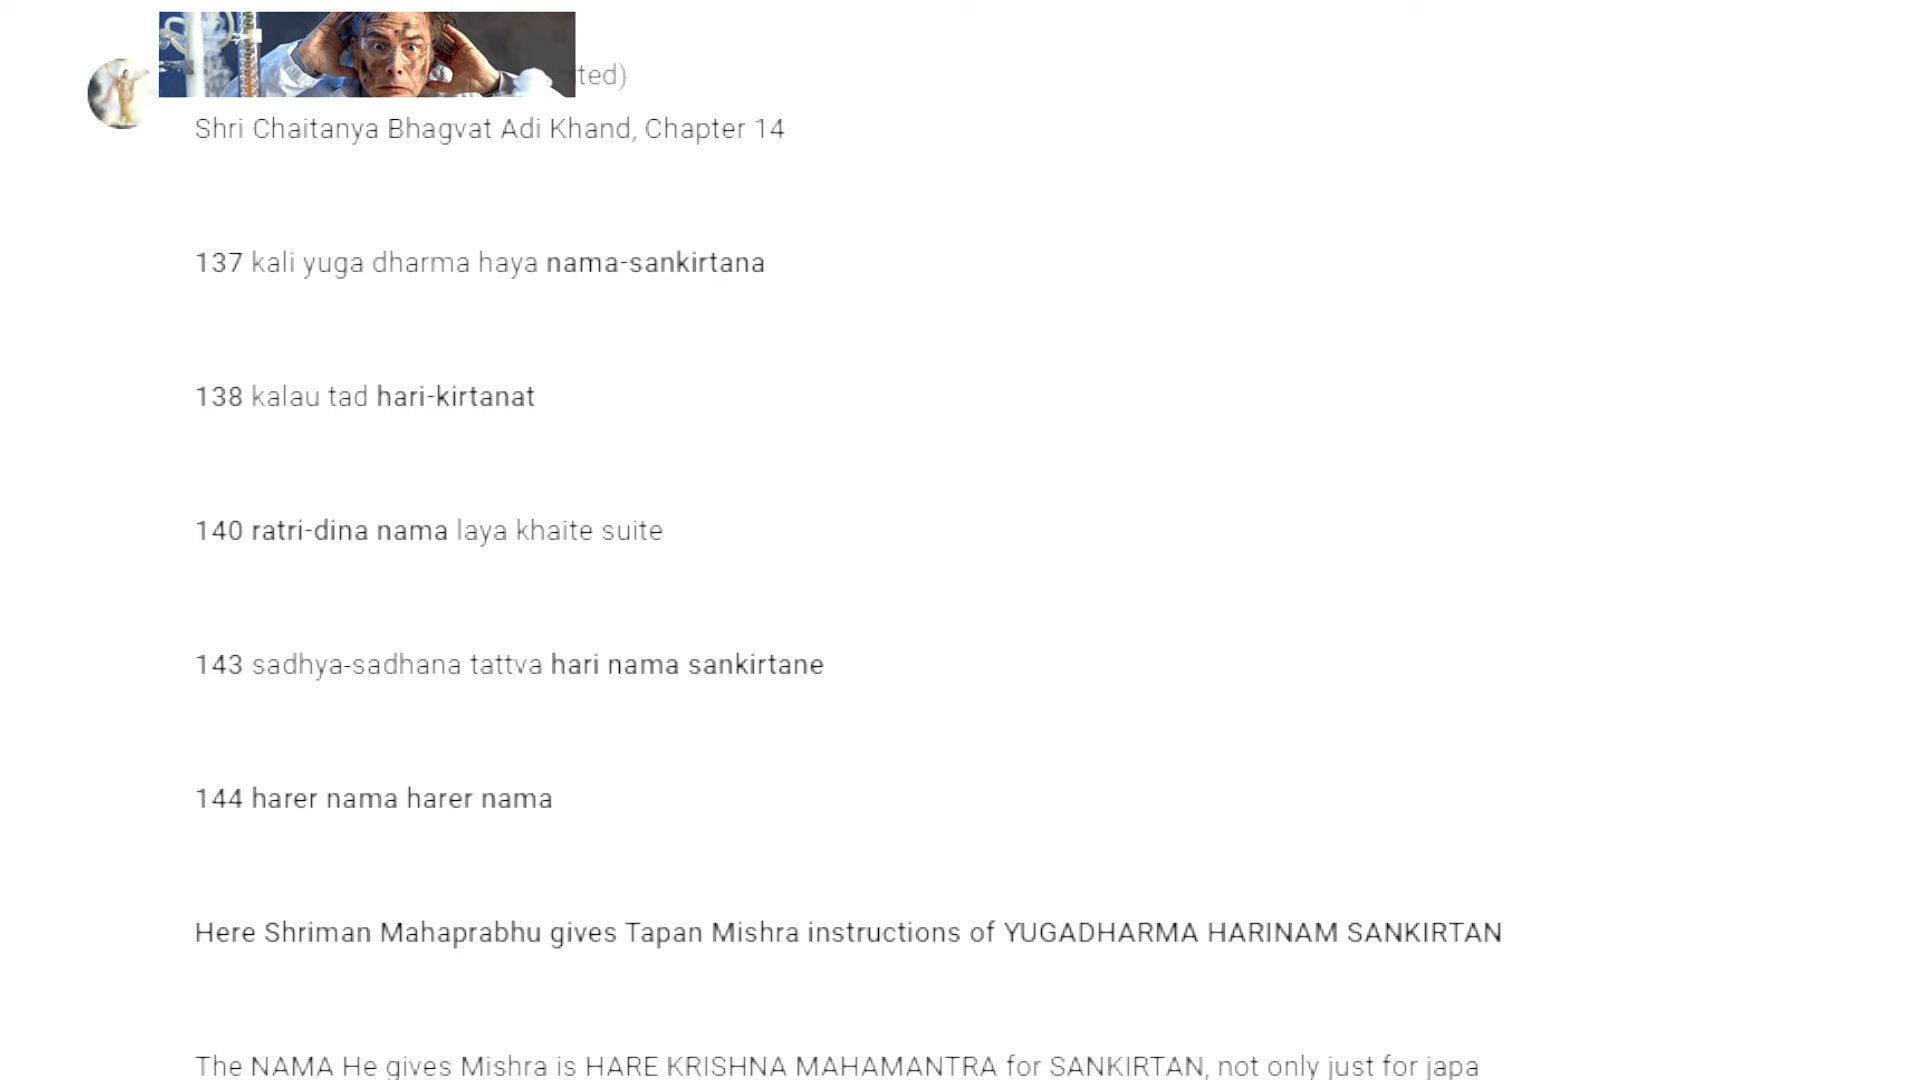 ted)
Shri Chaitanya Bhagvat Adi Khand, Chapter 14
137 kali yuga dharma haya nama-sankirtana
138 kalau tad hari-kirtanat
140 ratri-dina nama laya khaite suite
143 sadhya-sadhana tattva hari nama sankirtane
144 harer nama harer nama
Here Shriman Mahaprabhu gives Tapan Mishra instructions of YUGADHARMA HARINAM SANKIRTAN
The NAMA He gives Mishra is HARE KRISHNA MAHAMANTRA for SANKIRTAN, not only just for japa